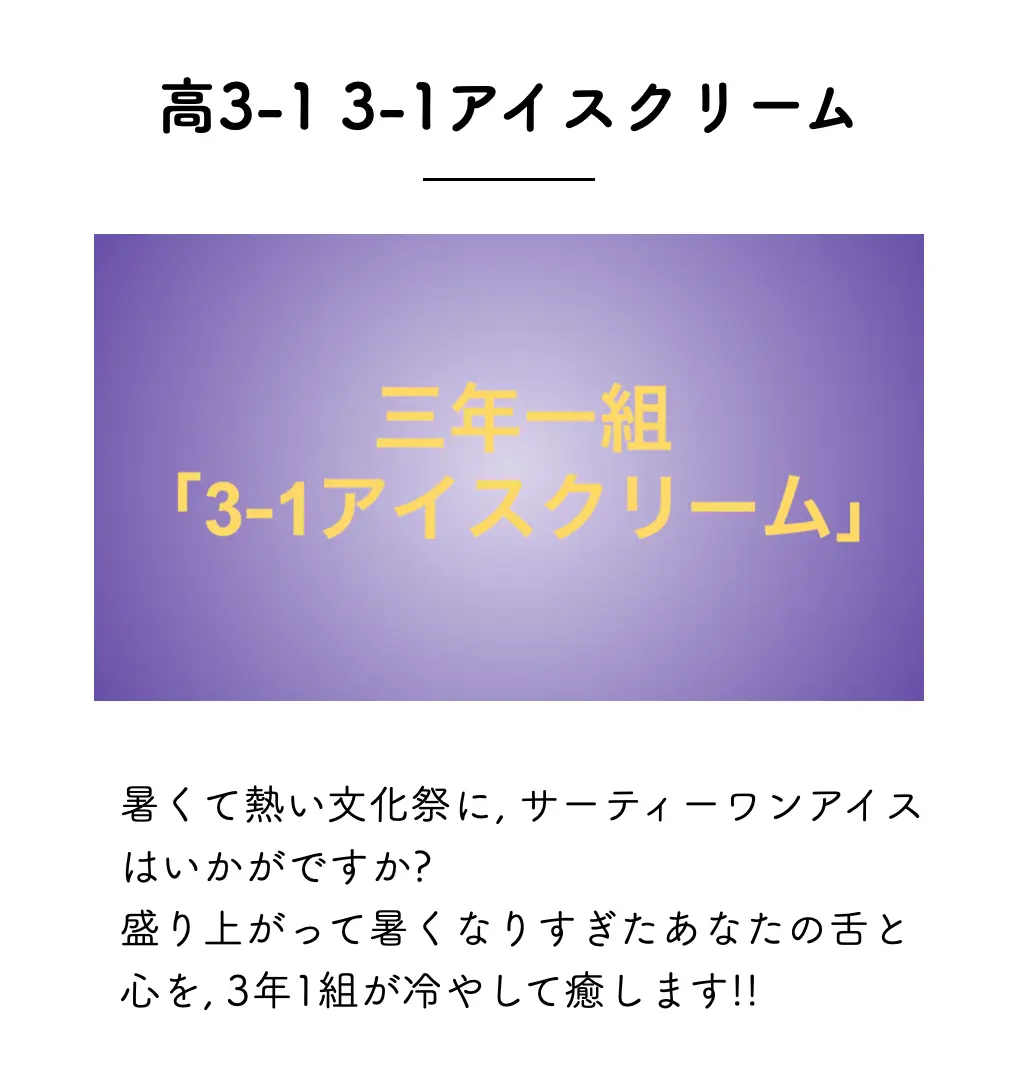 高3-1 3-1アイスクリーム
三年一組
「3-1アイスクリーム」
暑くて熱い文化祭に, サーティーワンアイス
はいかがですか?
盛り上がって暑くなりすぎたあなたの舌と
心を, 3年1組が冷やして癒します!!